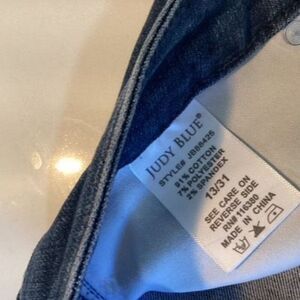 JUDY BLUE®
STYLE# JB88426
91% COTTON
7% POLYESTER
2% SPANDEX
13/31
SEE CARE ON
REVERSE SIDE
RN# 116380
MADE IN CHINA